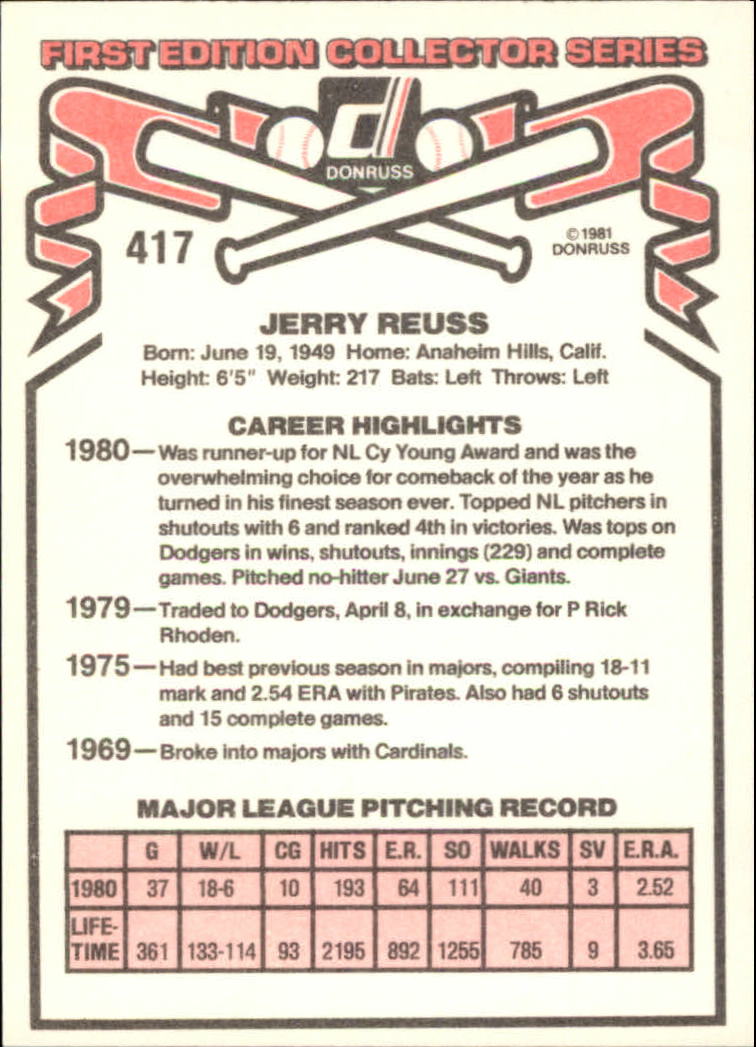 FIRST EDITION COLLECTOR SERIES
d
DONRUSS
417
©1981
DONRUSS
JERRY REUSS
Born: June 19, 1949 Home: Anaheim Hills, Calif.
Height: 6'5" Weight: 217 Bats: Left Throws: Left
CAREER HIGHLIGHTS
1980—Was runner-up for NL Cy Young Award and was the
overwhelming choice for comeback of the year as he
turned in his finest season ever. Topped NL pitchers in
shutouts with 6 and ranked 4th in victories. Was tops on
Dodgers in wins, shutouts, innings (229) and complete
games. Pitched no-hitter June 27 vs. Giants.
1979—Traded to Dodgers, April 8, in exchange for P Rick
Rhoden.
1975—Had best previous season in majors, compiling 18-11
mark and 2.54 ERA with Pirates. Also had 6 shutouts
and 15 complete games.
1969—Broke into majors with Cardinals.
MAJOR LEAGUE PITCHING RECORD
G W/L CG HITS E.R. SO WALKS SV E.R.A.
1980 37 18-6 10 193 64 111 40 3 2.52
LIFE-
TIME 361 133-114 93 2195 892 1255 785 9 3.65